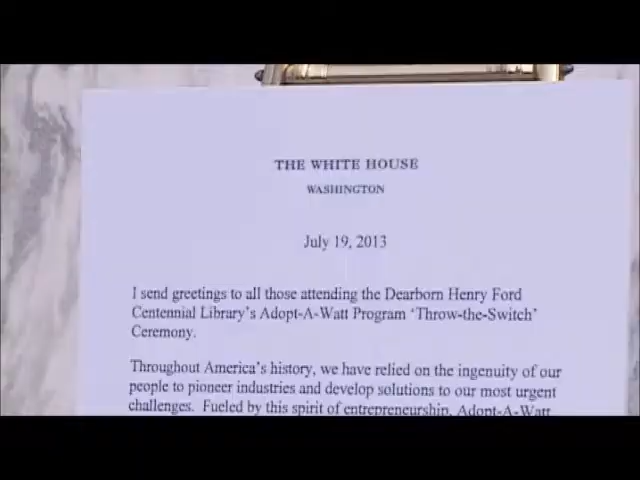 THE WHITE HOUSE
WASHINGTON
July 19, 2013
I send greetings to all those attending the Dearborn Henry Ford
Centennial Library's Adopt-A-Watt Program ‘Throw-the-Switch’
Ceremony.
Throughout America's history, we have relied on the ingenuity of our
people to pioneer industries and develop solutions to our most urgent
challenges. Fueled by this spirit of entrepreneurship, Adopt-A-Watt